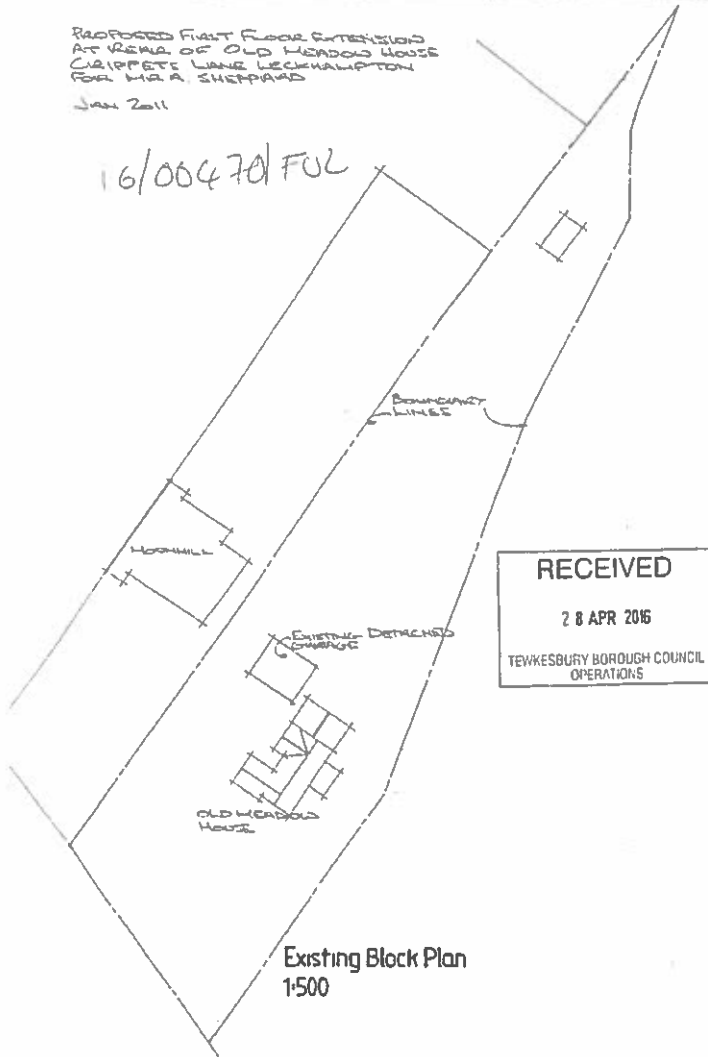 PROPOSED FIRST FLOOR EXTENSION
AT REAR OF OLD MEADOW HOUSE
CRIPPETS LANE LECKHAMPTON
FOR MR A. SHEPPARD
JAN 2011
16/00470/FUL
BOUNDARY
LINES
MOONHILL
RECEIVED
28 APR 2016
TEWKESBURY BOROUGH COUNCIL
OPERATIONS
EXISTING DETACHED
GARAGE
OLD MEADOW
HOUSE
Existing Block Plan
1:500